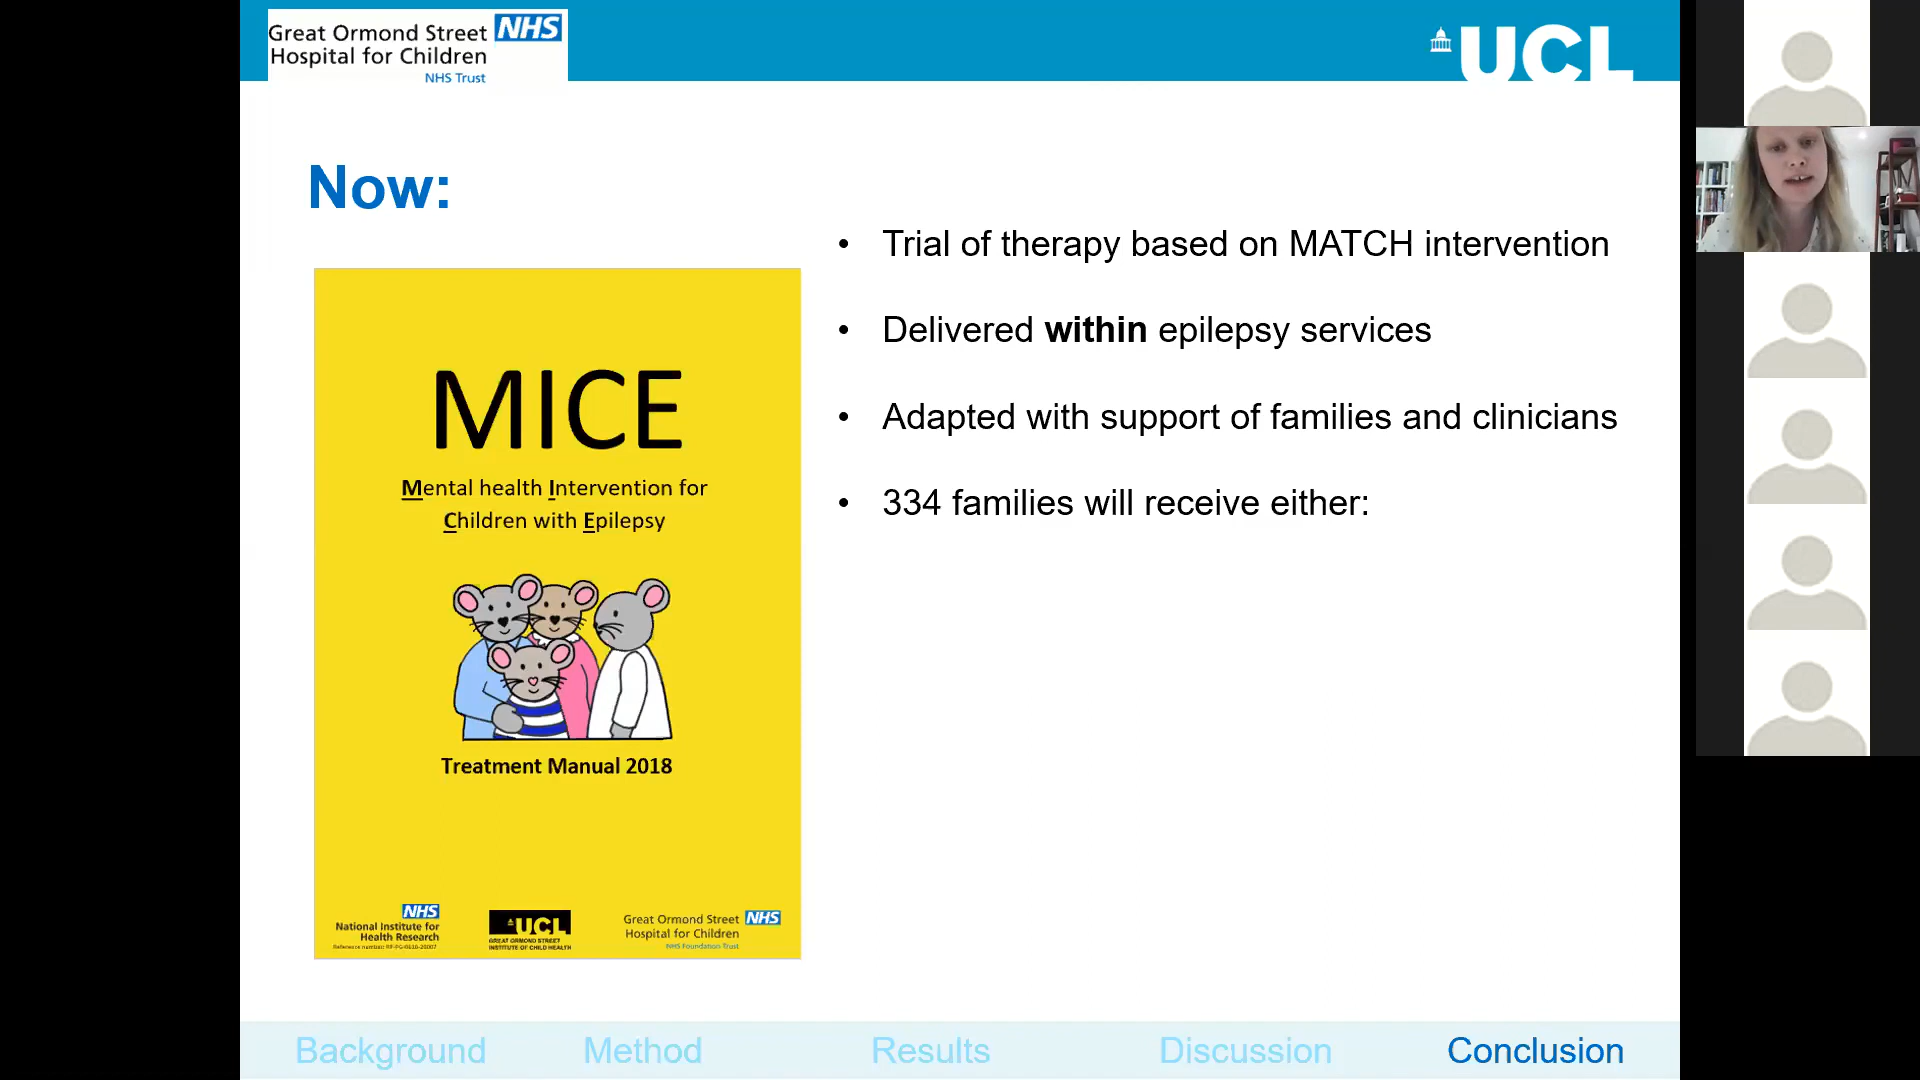 Great Ormond Street NHS
Hospital for Children
NHS Trust
UCL
Now:
• Trial of therapy based on MATCH intervention
• Delivered within epilepsy services
• Adapted with support of families and clinicians
• 334 families will receive either:
MICE
Mental health Intervention for
Children with Epilepsy
Treatment Manual 2018
NHS
National Institute for
Health Research
UCL
GREAT ORMOND STREET
INSTITUTE OF CHILD HEALTH
Great Ormond Street NHS
Hospital for Children
NHS Foundation Trust
Background Method Results Discussion Conclusion